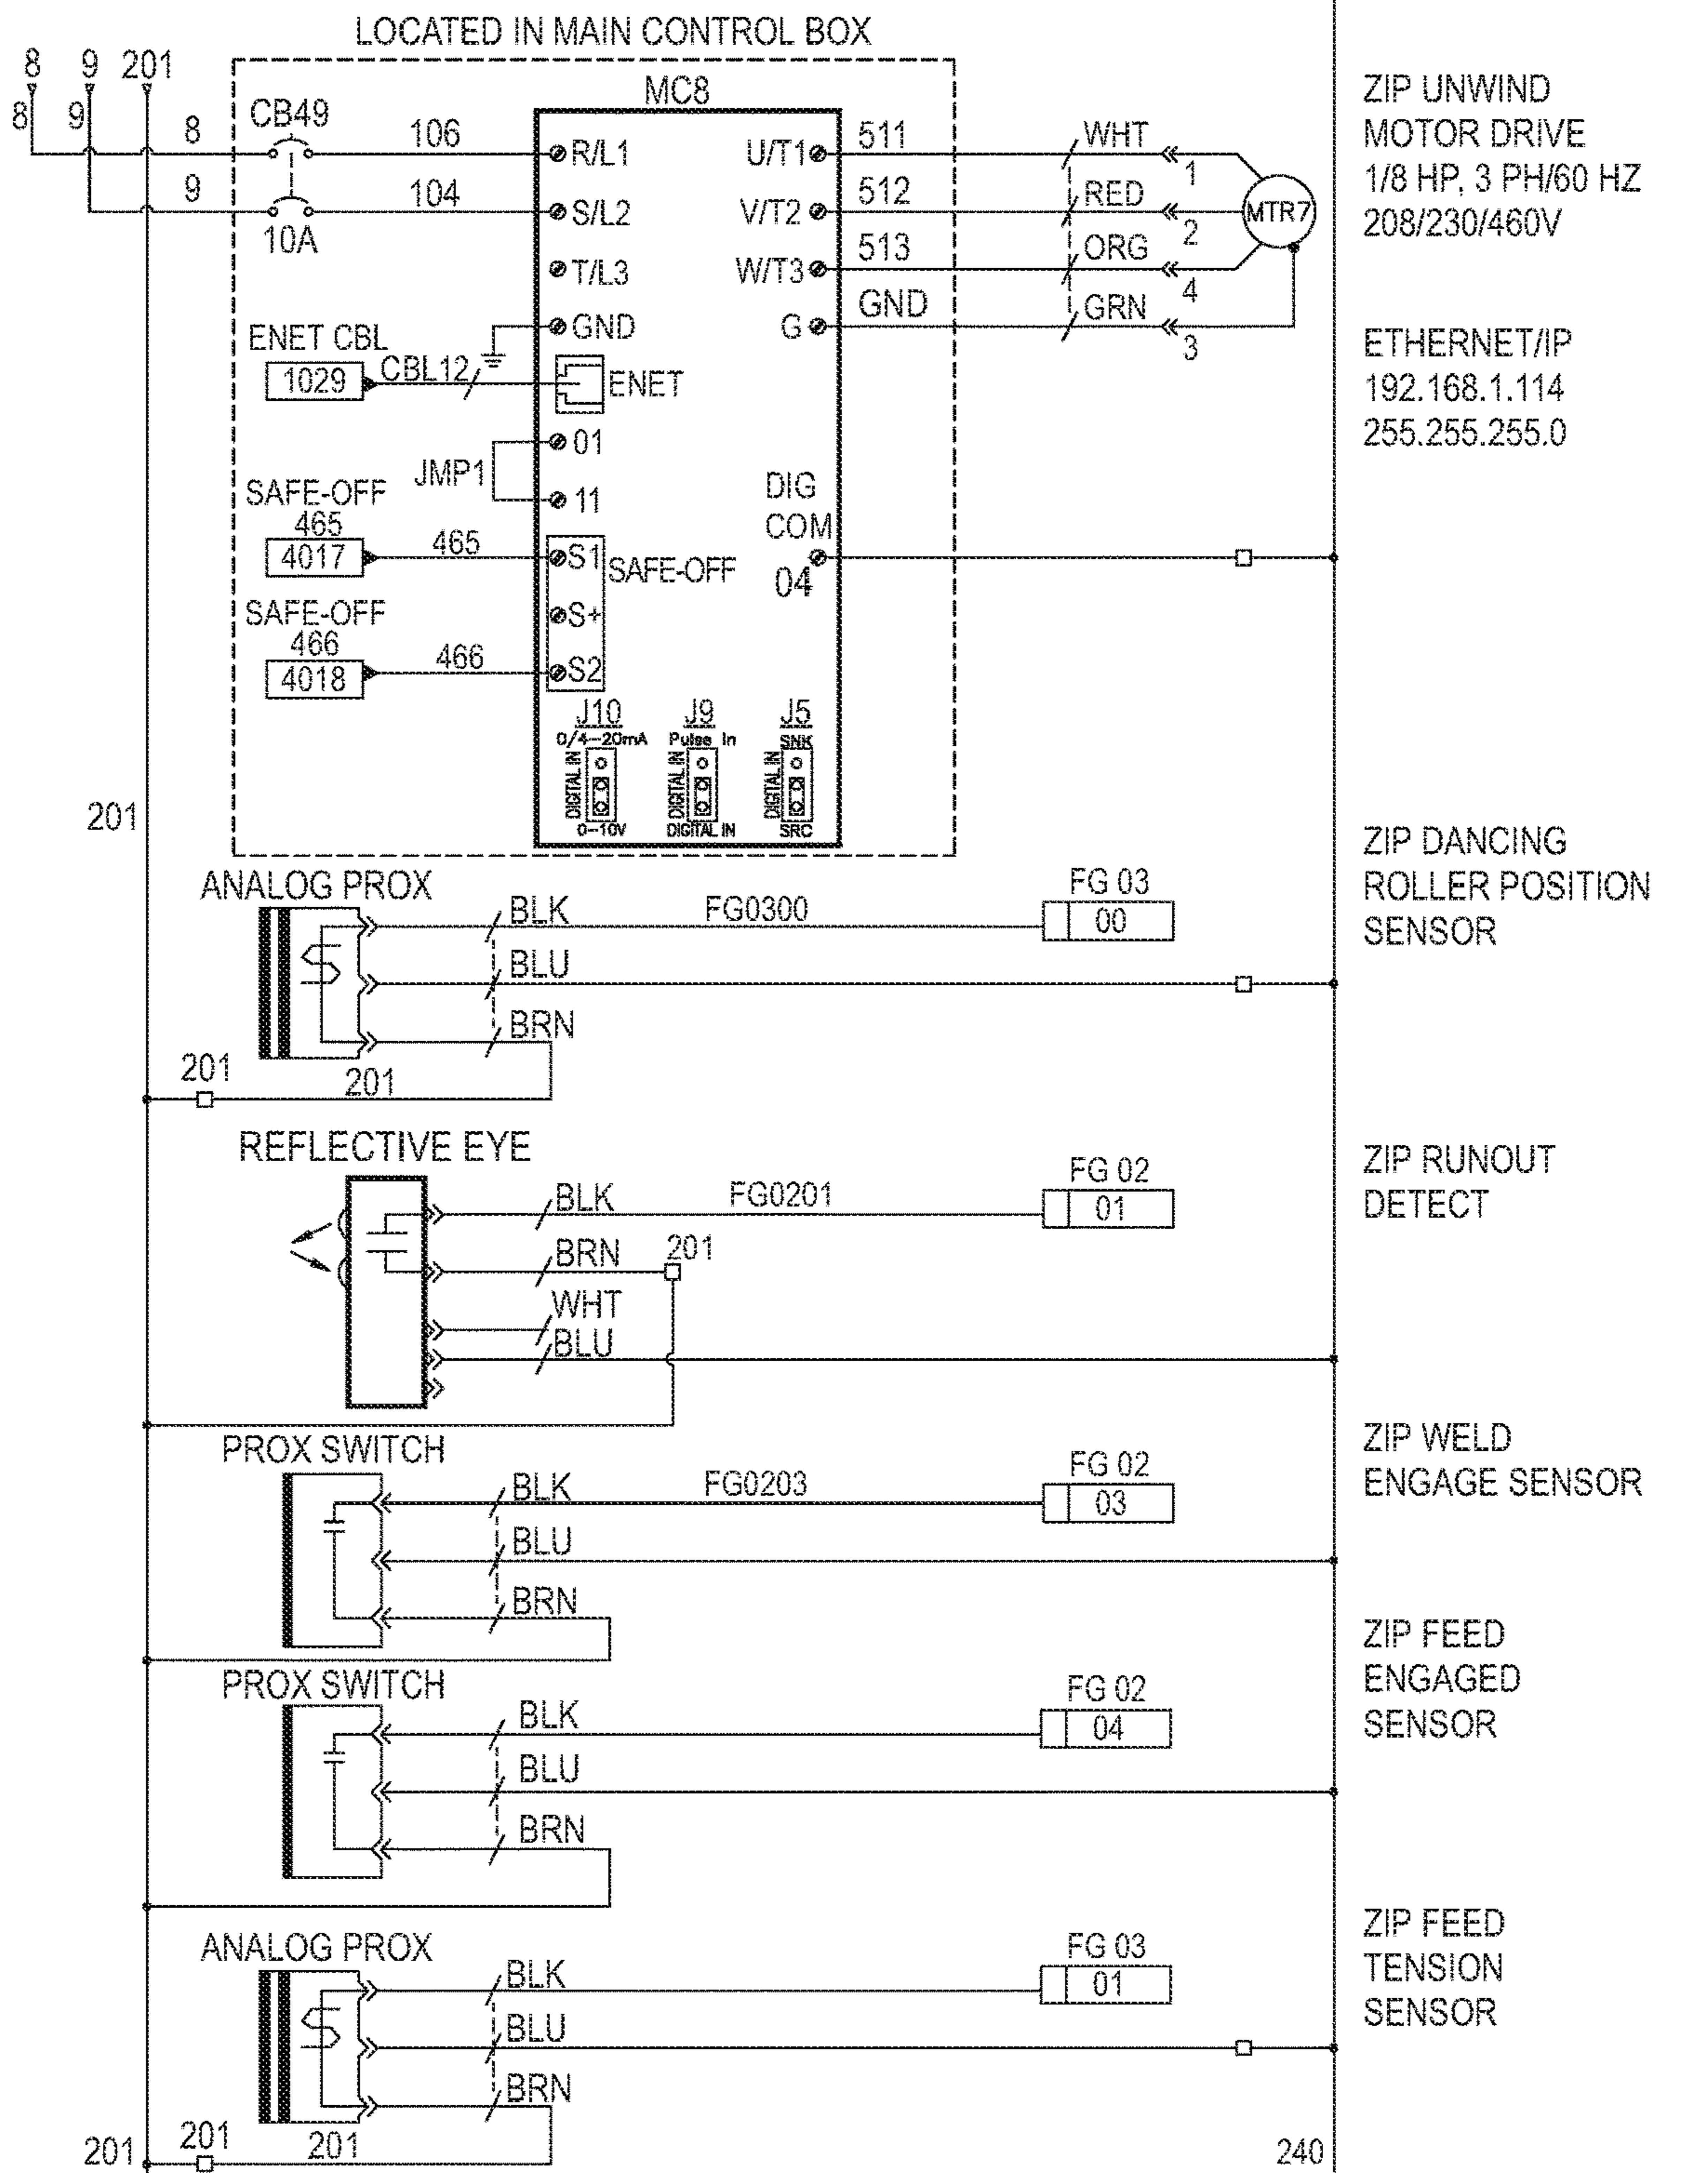 LOCATED IN MAIN CONTROL BOX
8 9 201
8 9 8 CB49 106
9 10A 104
MC8
R/L1 U/T1
S/L2 V/T2
T/L3 W/T3
GND G
511 WHT 1
512 RED 2
513 ORG 4
GND GRN 3
MTR7
ZIP UNWIND
MOTOR DRIVE
1/8 HP, 3 PH/60 HZ
208/230/460V
ENET CBL
1029 CBL12 ENET
ETHERNET/IP
192.168.1.114
255.255.255.0
JMP1 01
11
DIG
COM
04
SAFE-OFF
465
4017 465 S1
SAFE-OFF
S+
SAFE-OFF
466
4018 466 S2
J10 J9 J5
0/4-20mA Pulse In SNK
DIGITAL IN DIGITAL IN DIGITAL IN
0-10V DIGITAL IN SRC
201
ANALOG PROX
BLK FG0300 FG 03
00
BLU
BRN
201 201
ZIP DANCING
ROLLER POSITION
SENSOR
REFLECTIVE EYE
BLK FG0201 FG 02
01
BRN 201
WHT
BLU
ZIP RUNOUT
DETECT
PROX SWITCH
BLK FG0203 FG 02
03
BLU
BRN
ZIP WELD
ENGAGE SENSOR
PROX SWITCH
BLK FG 02
04
BLU
BRN
ZIP FEED
ENGAGED
SENSOR
ANALOG PROX
BLK FG 03
01
BLU
BRN
201 201 201
240
ZIP FEED
TENSION
SENSOR